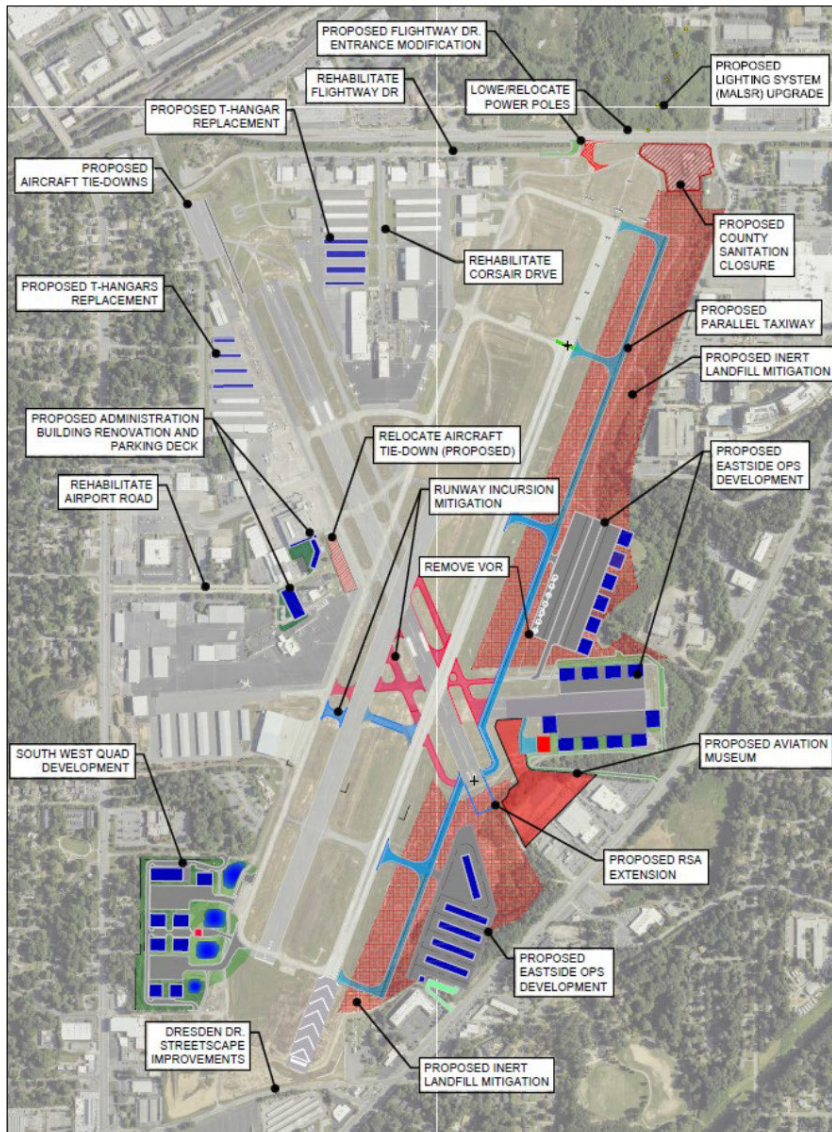 PROPOSED FLIGHTWAY DR.
ENTRANCE MODIFICATION
REHABILITATE
FLIGHTWAY DR
LOWE/RELOCATE
POWER POLES
PROPOSED
LIGHTING SYSTEM
(MALSR) UPGRADE
PROPOSED T-HANGAR
REPLACEMENT
PROPOSED
AIRCRAFT TIE-DOWNS
PROPOSED
COUNTY
SANITATION
CLOSURE
REHABILITATE
CORSAIR DRVE
PROPOSED T-HANGARS
REPLACEMENT
PROPOSED
PARALLEL TAXIWAY
PROPOSED INERT
LANDFILL MITIGATION
PROPOSED ADMINISTRATION
BUILDING RENOVATION AND
PARKING DECK
RELOCATE AIRCRAFT
TIE-DOWN (PROPOSED)
PROPOSED
EASTSIDE OPS
DEVELOPMENT
REHABILITATE
AIRPORT ROAD
RUNWAY INCURSION
MITIGATION
REMOVE VOR
SOUTH WEST QUAD
DEVELOPMENT
PROPOSED AVIATION
MUSEUM
PROPOSED RSA
EXTENSION
PROPOSED
EASTSIDE OPS
DEVELOPMENT
DRESDEN DR.
STREETSCAPE
IMPROVEMENTS
PROPOSED INERT
LANDFILL MITIGATION